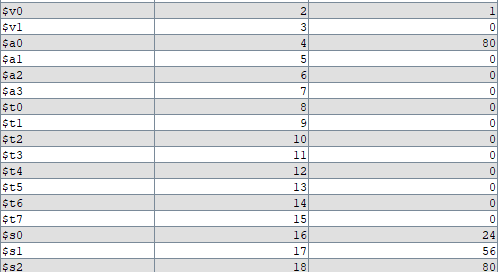 $v0 2 1
$v1 3 0
$a0 4 80
$a1 5 0
$a2 6 0
$a3 7 0
$t0 8 0
$t1 9 0
$t2 10 0
$t3 11 0
$t4 12 0
$t5 13 0
$t6 14 0
$t7 15 0
$s0 16 24
$s1 17 56
$s2 18 80